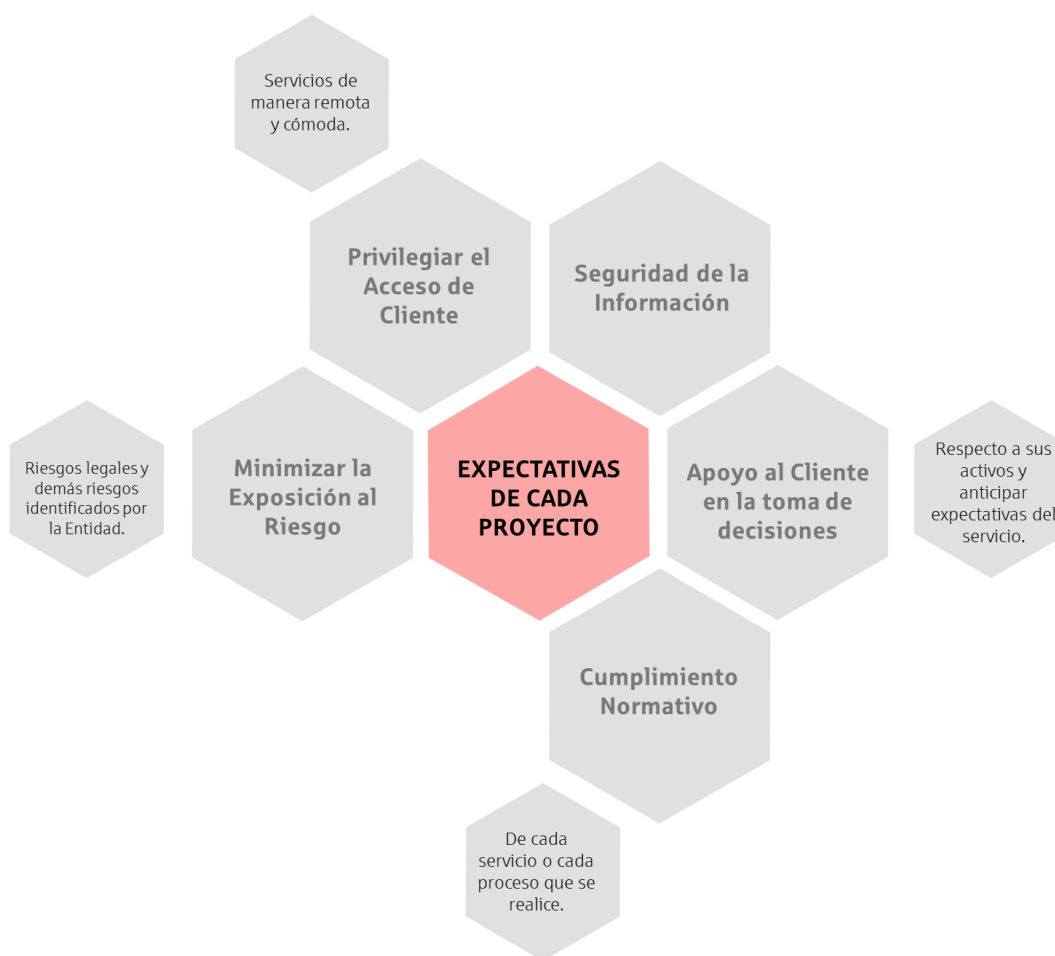 Servicios de
manera remota
y cómoda.
Privilegiar el
Acceso de
Cliente
Seguridad de la
Información
Riesgos legales y
demás riesgos
identificados por
la Entidad.
Minimizar la
Exposición al
Riesgo
EXPECTATIVAS
DE CADA
PROYECTO
Apoyo al Cliente
en la toma de
decisiones
Respecto a sus
activos y
anticipar
expectativas del
servicio.
Cumplimiento
Normativo
De cada
servicio o cada
proceso que se
realice.